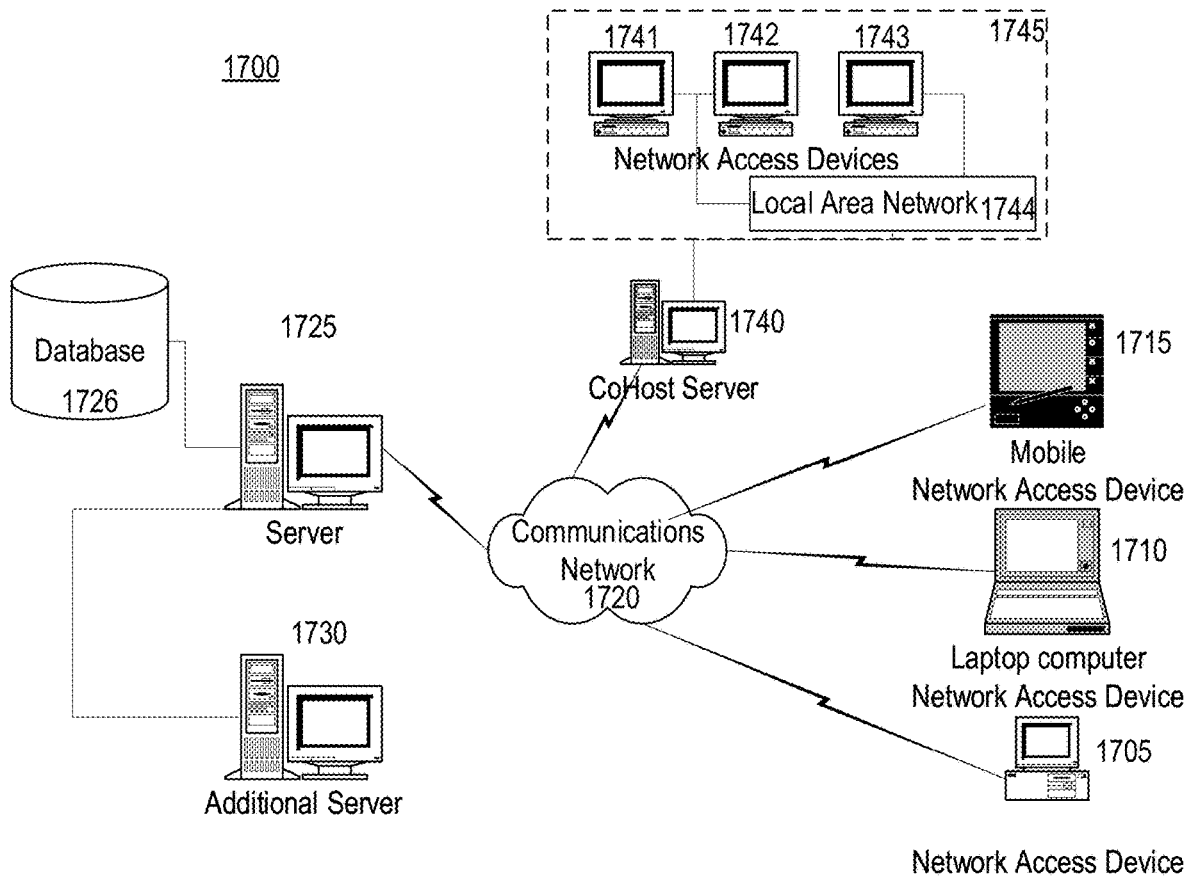 1700
1741
1742
1743
1745
Network Access Devices
Local Area Network 1744
Database
1726
1725
Server
1740
CoHost Server
1715
Mobile
Network Access Device
Communications
Network
1720
1710
Laptop computer
Network Access Device
1730
Additional Server
1705
Network Access Device